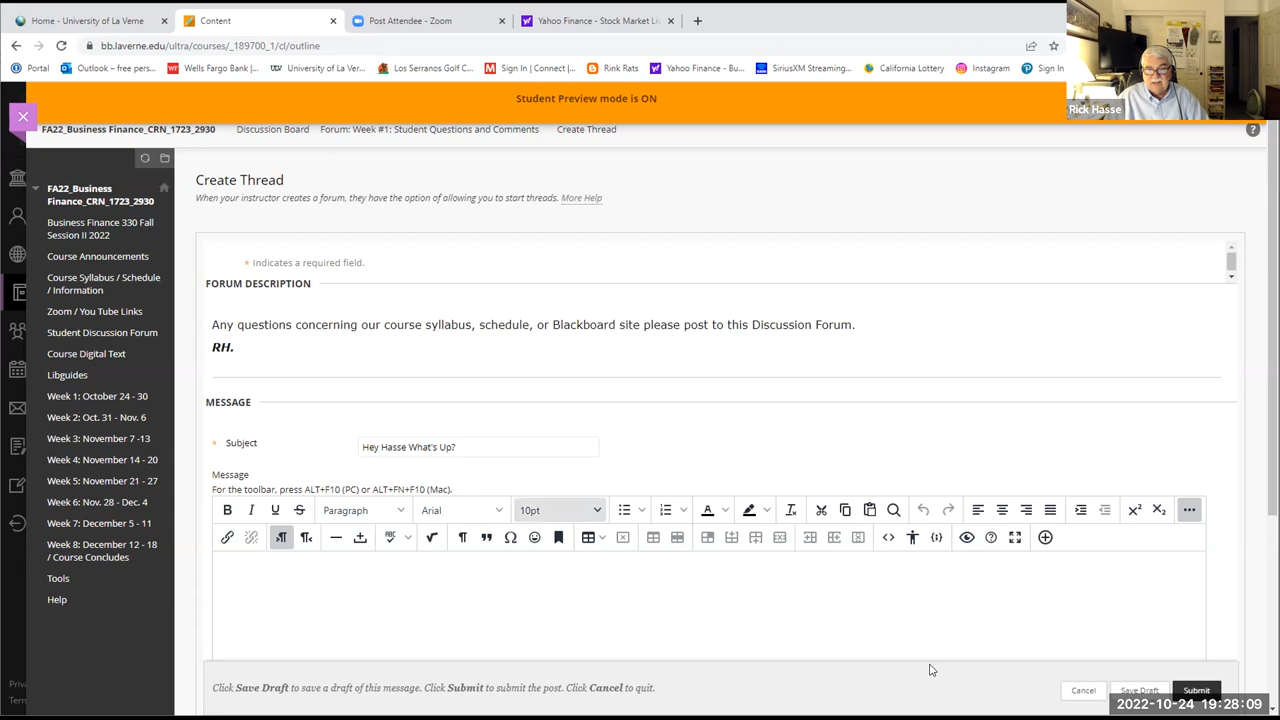 Home - University of La Verne
Content
Post Attendee - Zoom
Yahoo Finance - Stock Market Li
bb.laverne.edu/ultra/courses/_189700_1/cl/outline
Portal
Outlook – free pers...
Wells Fargo Bank |...
University of La Ver...
Los Serranos Golf C...
Sign In | Connect |...
Rink Rats
Yahoo Finance - Bu...
SiriusXM Streaming...
California Lottery
Instagram
Sign In
Rick Hasse
Student Preview mode is ON
FA22_Business Finance_CRN_1723_2930
Discussion Board
Forum: Week #1: Student Questions and Comments
Create Thread
FA22_Business
Finance_CRN_1723_2930
Business Finance 330 Fall
Session II 2022
Course Announcements
Course Syllabus / Schedule
/ Information
Zoom / You Tube Links
Student Discussion Forum
Course Digital Text
Libguides
Week 1: October 24 - 30
Week 2: Oct. 31 - Nov. 6
Week 3: November 7 -13
Week 4: November 14 - 20
Week 5: November 21 - 27
Week 6: Nov. 28 - Dec. 4
Week 7: December 5 - 11
Week 8: December 12 - 18
/ Course Concludes
Tools
Help
Priv
Term
Create Thread
When your instructor creates a forum, they have the option of allowing you to start threads. More Help
* Indicates a required field.
FORUM DESCRIPTION
Any questions concerning our course syllabus, schedule, or Blackboard site please post to this Discussion Forum.
RH.
MESSAGE
* Subject
Hey Hasse What's Up?
Message
For the toolbar, press ALT+F10 (PC) or ALT+FN+F10 (Mac).
B I U S Paragraph Arial 10pt
Click Save Draft to save a draft of this message. Click Submit to submit the post. Click Cancel to quit.
Cancel
Save Draft
Submit
2022-10-24 19:28:09